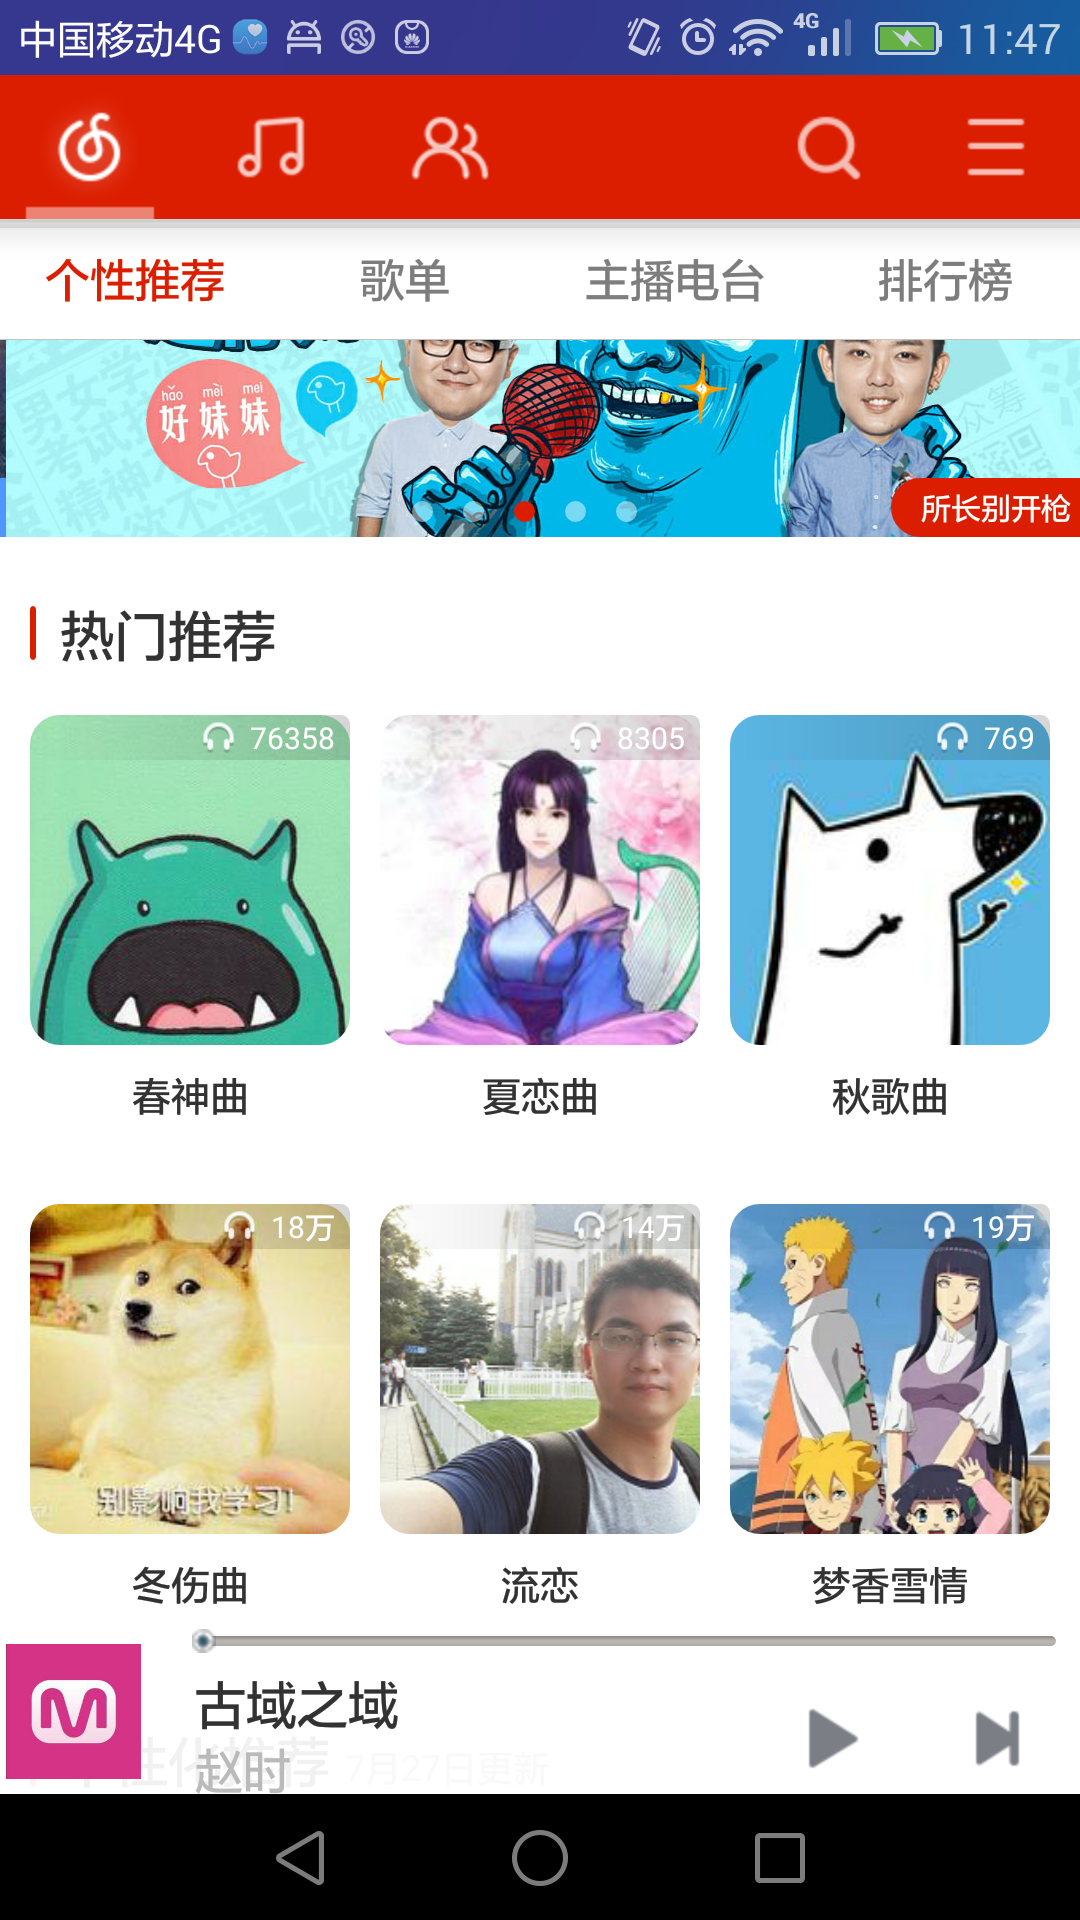 中国移动4G
4G
11:47
个性推荐 歌单 主播电台 排行榜
hǎo mèi mei
好妹妹
所长别开枪
热门推荐
76358 8305 769
春神曲 夏恋曲 秋歌曲
18万 14万 19万
别影响我学习!
冬伤曲 流恋 梦香雪情
古域之域
赵时
性化推荐 7月27日更新